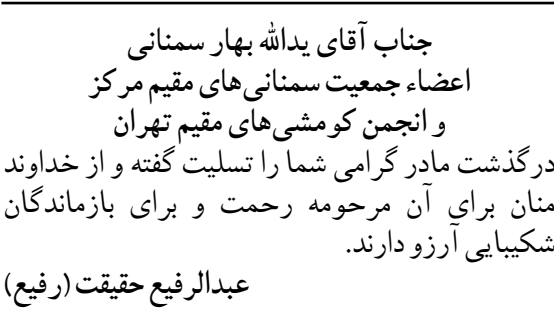 جناب آقای یدالله بهار سمنانی
اعضاء جمعیت سمنانی‌های مقیم مرکز
و انجمن کومشی‌های مقیم تهران
درگذشت مادر گرامی شما را تسلیت گفته و از خداوند
منان برای آن مرحومه رحمت و برای بازماندگان
شکیبایی آرزو دارند.
عبدالرفیع حقیقت (رفیع)